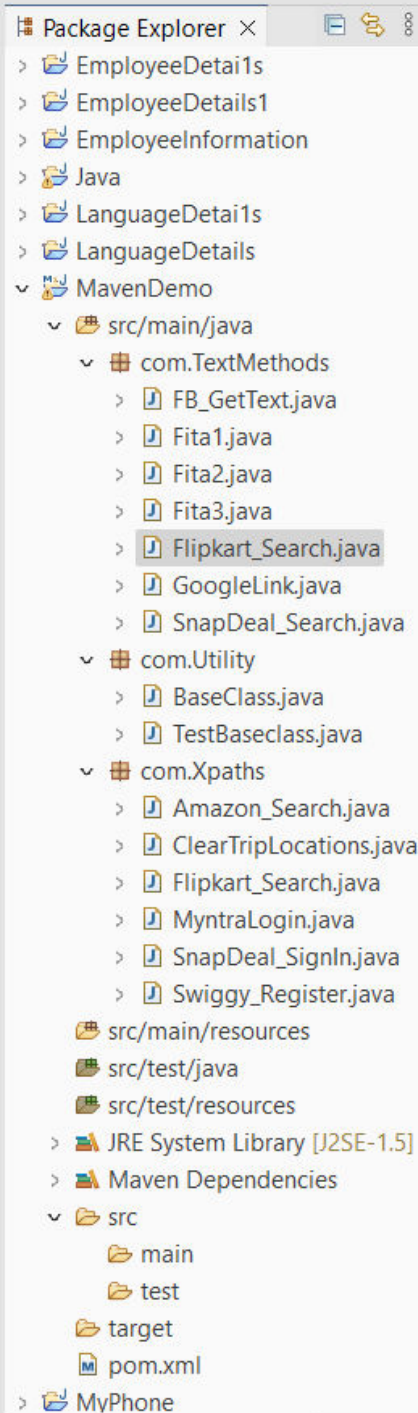 Package Explorer
EmployeeDetai1s
EmployeeDetails1
EmployeeInformation
Java
LanguageDetai1s
LanguageDetails
MavenDemo
src/main/java
com.TextMethods
FB_GetText.java
Fita1.java
Fita2.java
Fita3.java
Flipkart_Search.java
GoogleLink.java
SnapDeal_Search.java
com.Utility
BaseClass.java
TestBaseclass.java
com.Xpaths
Amazon_Search.java
ClearTripLocations.java
Flipkart_Search.java
MyntraLogin.java
SnapDeal_SignIn.java
Swiggy_Register.java
src/main/resources
src/test/java
src/test/resources
JRE System Library [J2SE-1.5]
Maven Dependencies
src
main
test
target
pom.xml
MyPhone